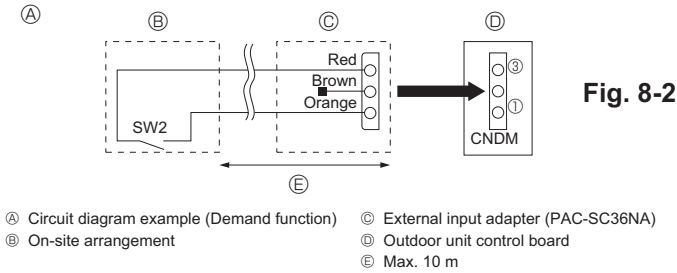 Ⓐ
Ⓑ
Ⓒ
Ⓓ
Red
Brown
Orange
SW2
③
①
CNDM
Fig. 8-2
Ⓔ
Ⓐ Circuit diagram example (Demand function)
Ⓑ On-site arrangement
Ⓒ External input adapter (PAC-SC36NA)
Ⓓ Outdoor unit control board
Ⓔ Max. 10 m